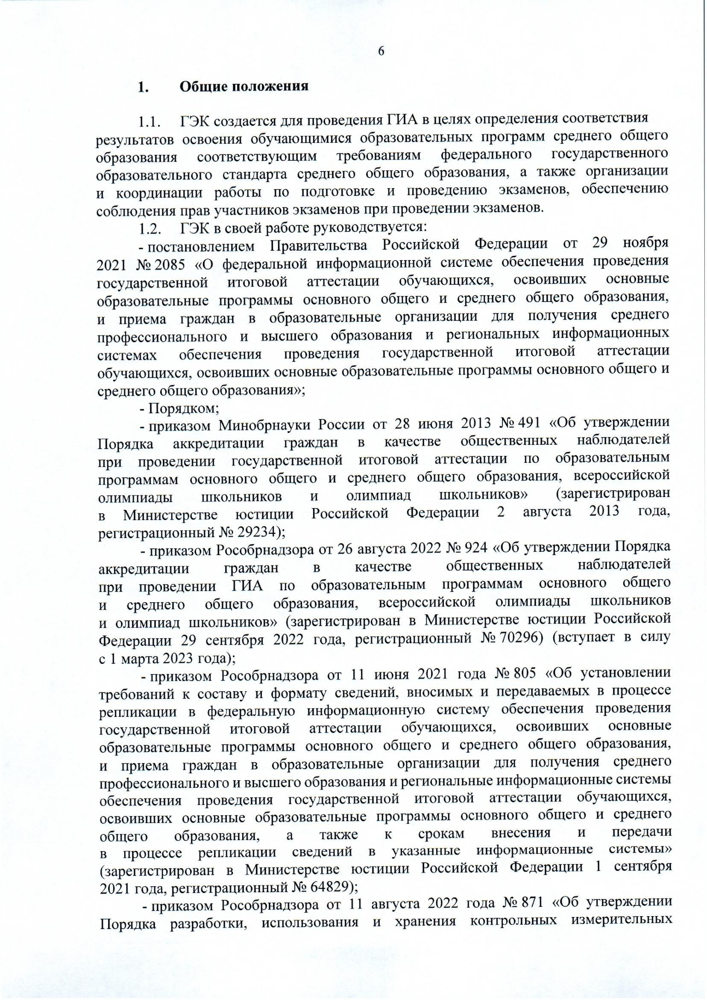 6
1. Общие положения
1.1. ГЭК создается для проведения ГИА в целях определения соответствия
результатов освоения обучающимися образовательных программ среднего общего
образования соответствующим требованиям федерального государственного
образовательного стандарта среднего общего образования, а также организации
и координации работы по подготовке и проведению экзаменов, обеспечению
соблюдения прав участников экзаменов при проведении экзаменов.
1.2. ГЭК в своей работе руководствуется:
- постановлением Правительства Российской Федерации от 29 ноября
2021 № 2085 «О федеральной информационной системе обеспечения проведения
государственной итоговой аттестации обучающихся, освоивших основные
образовательные программы основного общего и среднего общего образования,
и приема граждан в образовательные организации для получения среднего
профессионального и высшего образования и региональных информационных
системах обеспечения проведения государственной итоговой аттестации
обучающихся, освоивших основные образовательные программы основного общего и
среднего общего образования»;
- Порядком;
- приказом Минобрнауки России от 28 июня 2013 № 491 «Об утверждении
Порядка аккредитации граждан в качестве общественных наблюдателей
при проведении государственной итоговой аттестации по образовательным
программам основного общего и среднего общего образования, всероссийской
олимпиады школьников и олимпиад школьников» (зарегистрирован
в Министерстве юстиции Российской Федерации 2 августа 2013 года,
регистрационный № 29234);
- приказом Рособрнадзора от 26 августа 2022 № 924 «Об утверждении Порядка
аккредитации граждан в качестве общественных наблюдателей
при проведении ГИА по образовательным программам основного общего
и среднего общего образования, всероссийской олимпиады школьников
и олимпиад школьников» (зарегистрирован в Министерстве юстиции Российской
Федерации 29 сентября 2022 года, регистрационный № 70296) (вступает в силу
с 1 марта 2023 года);
- приказом Рособрнадзора от 11 июня 2021 года № 805 «Об установлении
требований к составу и формату сведений, вносимых и передаваемых в процессе
репликации в федеральную информационную систему обеспечения проведения
государственной итоговой аттестации обучающихся, освоивших основные
образовательные программы основного общего и среднего общего образования,
и приема граждан в образовательные организации для получения среднего
профессионального и высшего образования и региональные информационные системы
обеспечения проведения государственной итоговой аттестации обучающихся,
освоивших основные образовательные программы основного общего и среднего
общего образования, а также к срокам внесения и передачи
в процессе репликации сведений в указанные информационные системы»
(зарегистрирован в Министерстве юстиции Российской Федерации 1 сентября
2021 года, регистрационный № 64829);
- приказом Рособрнадзора от 11 августа 2022 года № 871 «Об утверждении
Порядка разработки, использования и хранения контрольных измерительных